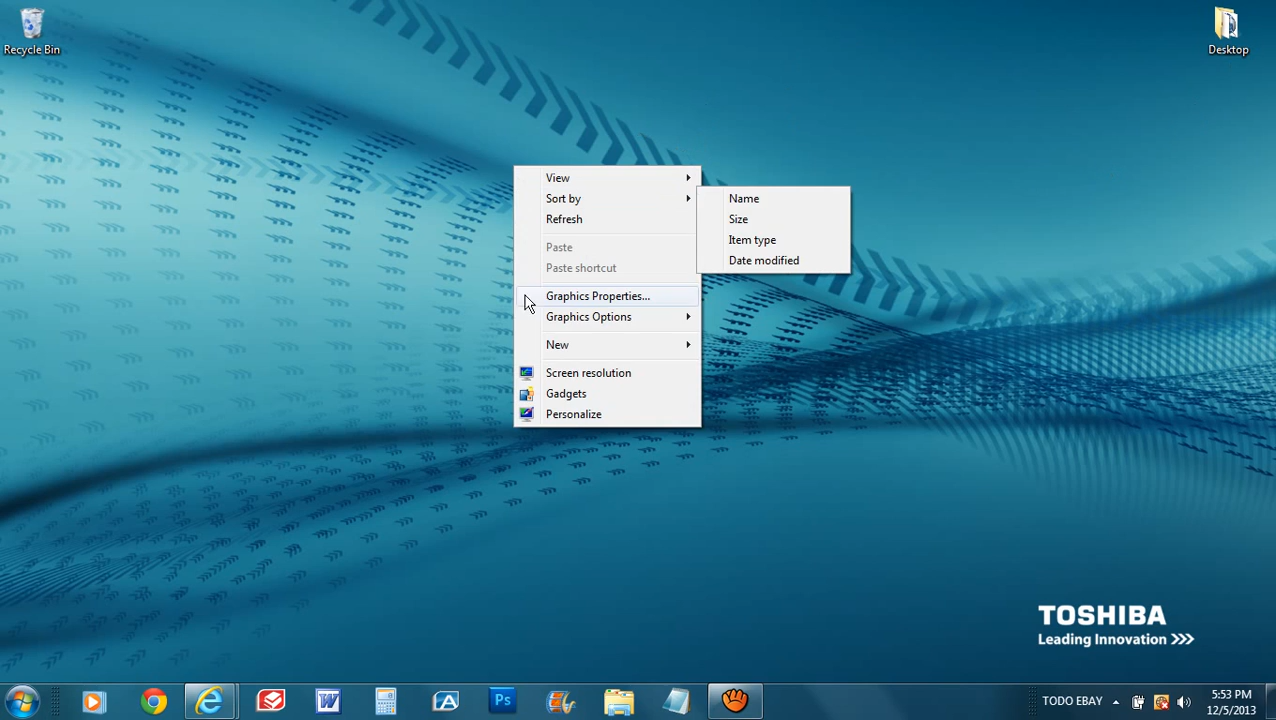 Recycle Bin
Desktop
View
Sort by
Refresh
Paste
Paste shortcut
Graphics Properties...
Graphics Options
New
Screen resolution
Gadgets
Personalize
Name
Size
Item type
Date modified
TOSHIBA
Leading Innovation >>>
W
A
Ps
TODO EBAY
5:53 PM
12/5/2013